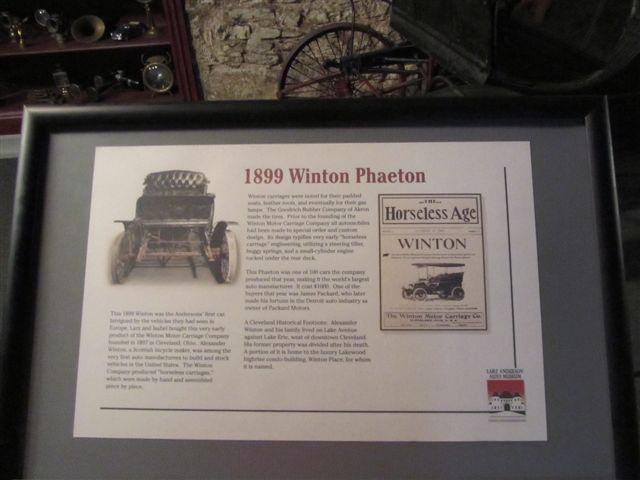 1899 Winton Phaeton
Winton carriages were noted for their padded
seats, leather roofs, and eventually for their gas
lamps. The Goodrich Rubber Company of Akron
made the tires. Prior to the founding of the
Winton Motor Carriage Company all automobiles
had been made to special order and custom
design. Its design typifies very early "horseless
carriage" engineering, utilizing a steering tiller,
buggy springs, and a single-cylinder engine
tucked under the rear deck.
This Phaeton was one of 100 cars the company
produced that year, making it the world's largest
auto manufacturer. It cost $1000. One of the
buyers that year was James Packard, who later
made his fortune in the Detroit auto industry as
owner of Packard Motors.
A Cleveland Historical Footnote: Alexander
Winton and his family lived on Lake Avenue
against Lake Erie, west of downtown Cleveland.
his former property was divided after his death.
A portion of it is home to the luxury Lakewood
highrise condo building, Winton Place, for whom
it is named.
This 1899 Winton was the Andersons' first car.
Intrigued by the vehicles they had seen in
Europe, Larz and Isabel bought this very early
product of the Winton Motor Carriage Company
founded in 1897 in Cleveland, Ohio. Alexander
Winton, a Scottish bicycle maker, was among the
very first auto manufacturers to build and stock
vehicles in the United States. The Winton
Company produced "horseless carriages,"
which were made by hand and assembled
piece by piece.
THE
Horseless Age
WINTON
The Winton Motor Carriage Co.
LARZ ANDERSON
AUTO MUSEUM